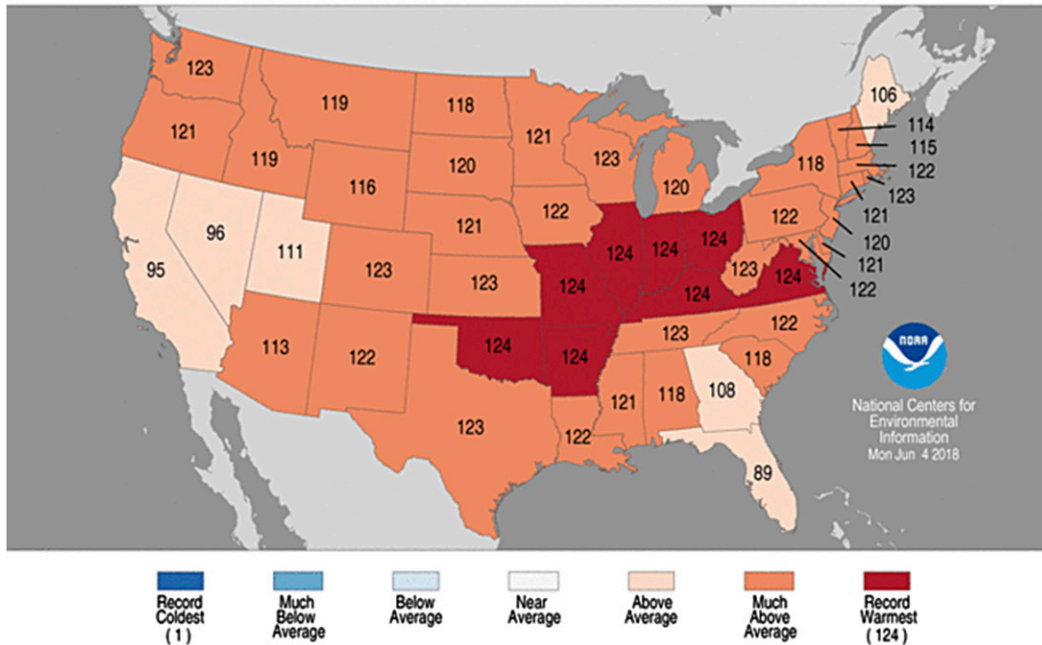 123
119
118
121
106
114
115
121
119
116
120
123
120
118
122
123
121
122
122
120
121
122
95
96
111
123
121
123
124
124
124
124
124
124
123
113
122
124
124
123
122
118
123
121
118
108
122
89
NOAA
National Centers for
Environmental
Information
Mon Jun 4 2018
Record
Coldest
( 1 )
Much
Below
Average
Below
Average
Near
Average
Above
Average
Much
Above
Average
Record
Warmest
( 124 )